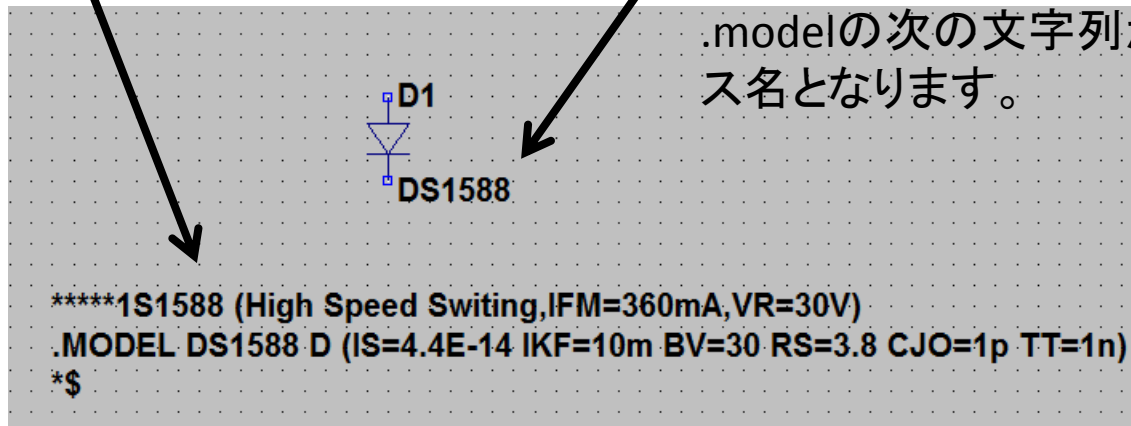 .modelの次の文字列が
ス名となります。
D1
DS1588
*****1S1588 (High Speed Switing,IFM=360mA,VR=30V)
.MODEL DS1588 D (IS=4.4E-14 IKF=10m BV=30 RS=3.8 CJO=1p TT=1n)
*$